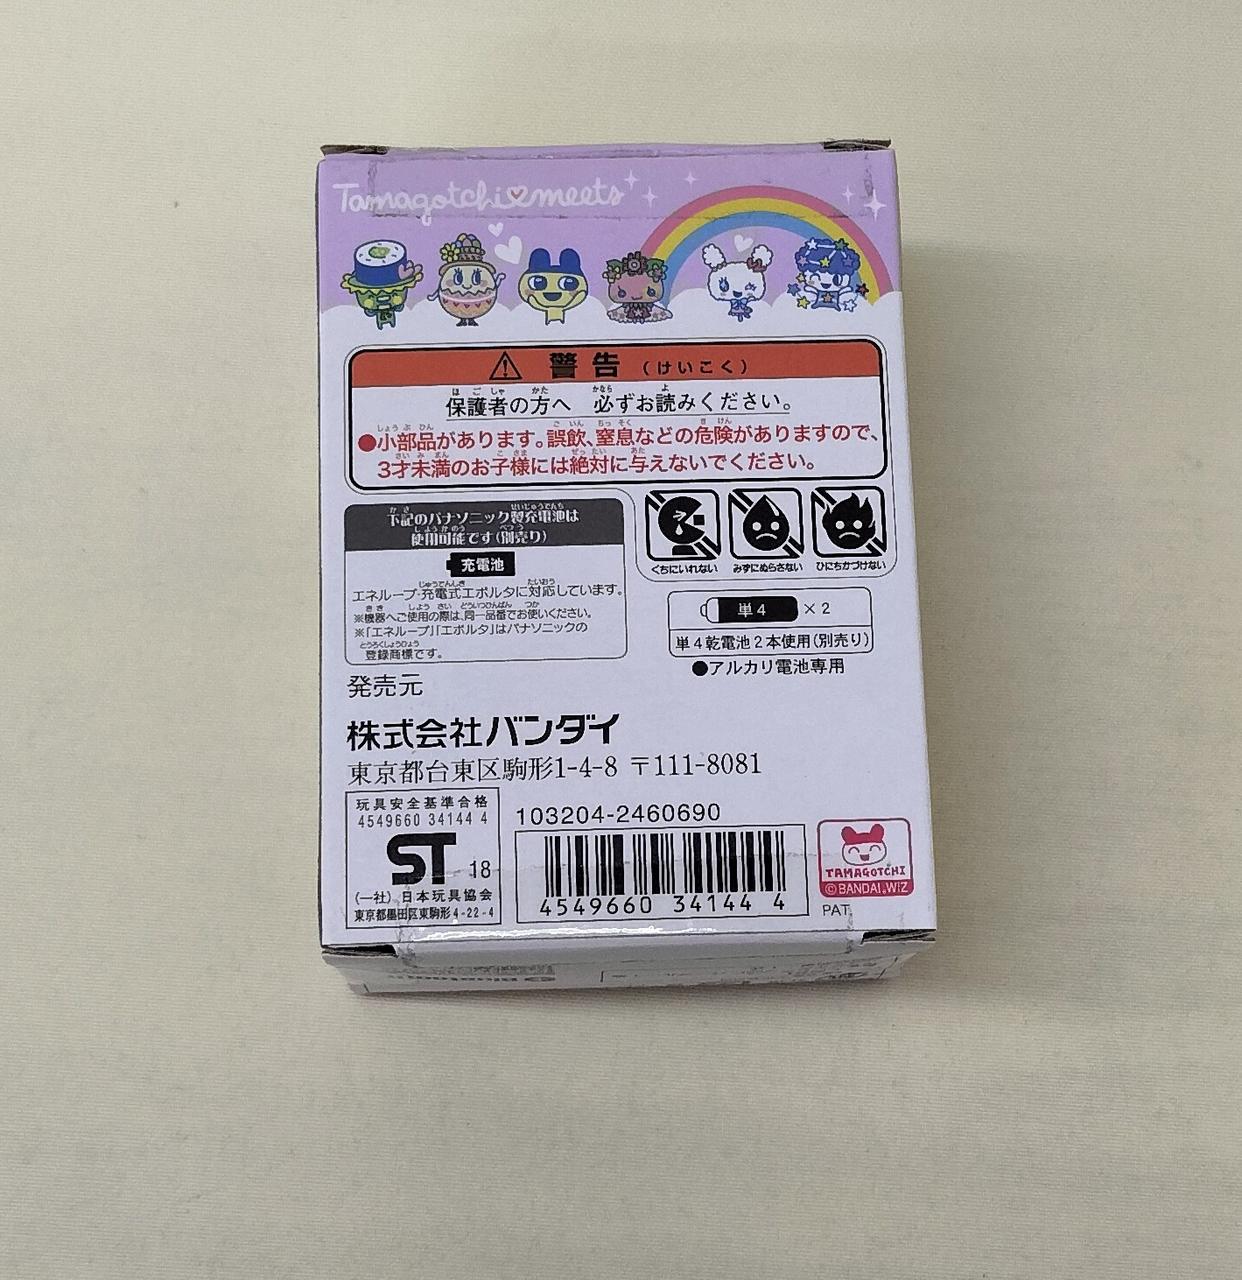 Tamagotchi meets
警告 (けいこく)
保護者の方へ 必ずお読みください。
●小部品があります。誤飲、窒息などの危険がありますので、
3才未満のお子様には絶対に与えないでください。
下記のパナソニック製充電池は
使用可能です(別売り)
充電池
エネループ・充電式エボルタに対応しています。
※機器へご使用の際は、同一品番でお使いください。
※「エネループ」「エボルタ」はパナソニックの
登録商標です。
くちにいれない みずにぬらさない ひにちかづけない
単4 ×2
単4乾電池2本使用(別売り)
●アルカリ電池専用
発売元
株式会社バンダイ
東京都台東区駒形1-4-8 〒111-8081
玩具安全基準合格
4549660 34144 4
ST 18
(一社)日本玩具協会
東京都墨田区東駒形4-22-4
103204-2460690
4549660 34144 4
TAMAGOTCHI
©BANDAI,WiZ
PAT.